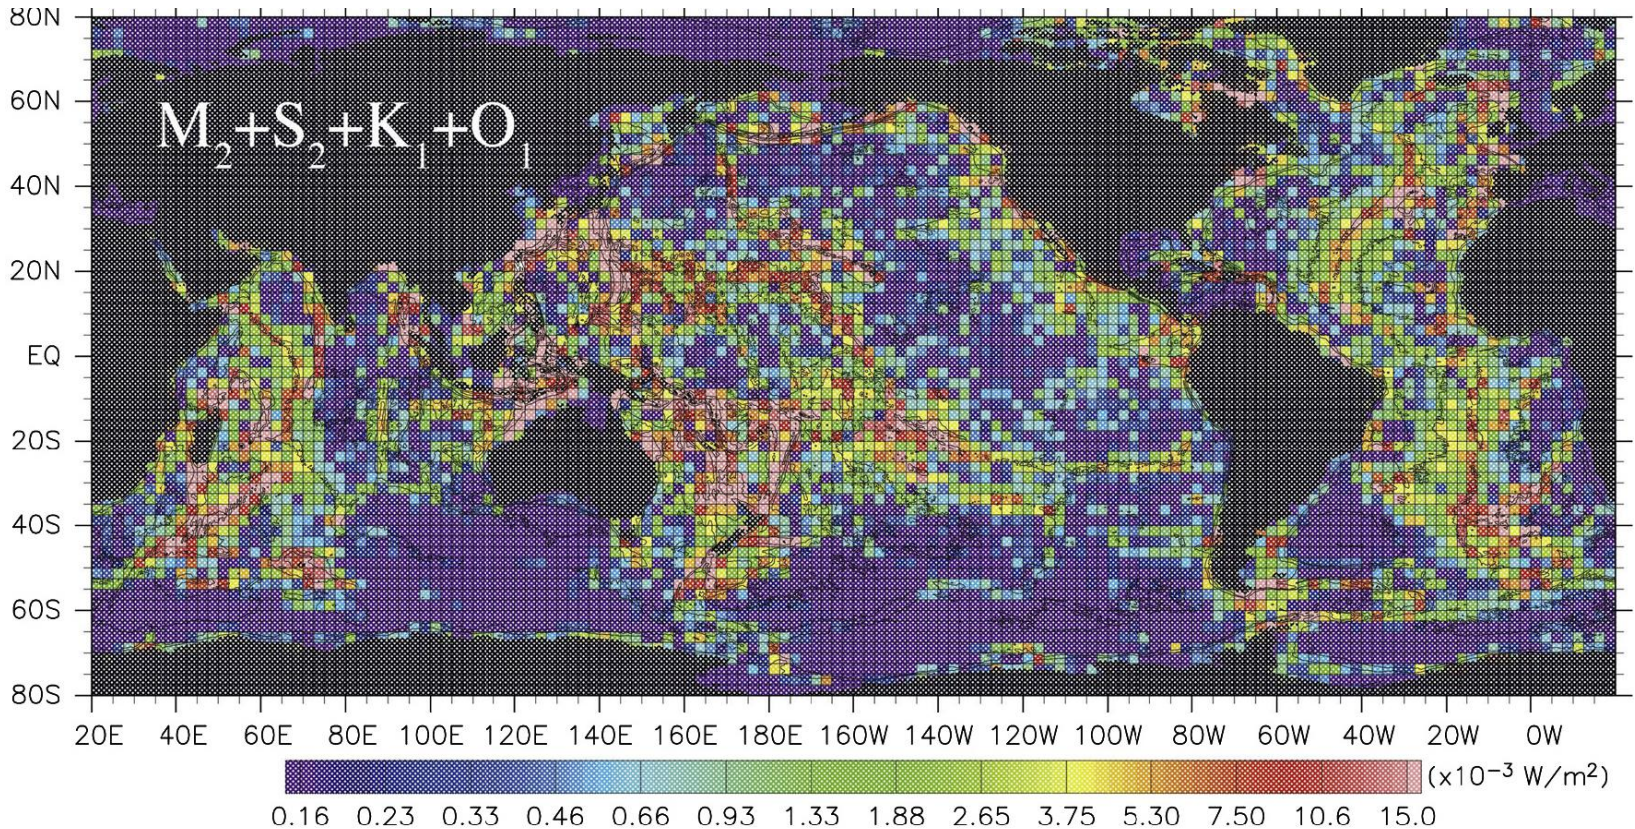 80N
60N
40N
20N
EQ
20S
40S
60S
80S
M₂+S₂+K₁+O₁
20E 40E 60E 80E 100E 120E 140E 160E 180E 160W 140W 120W 100W 80W 60W 40W 20W 0W
(x10⁻³ W/m²)
0.16 0.23 0.33 0.46 0.66 0.93 1.33 1.88 2.65 3.75 5.30 7.50 10.6 15.0